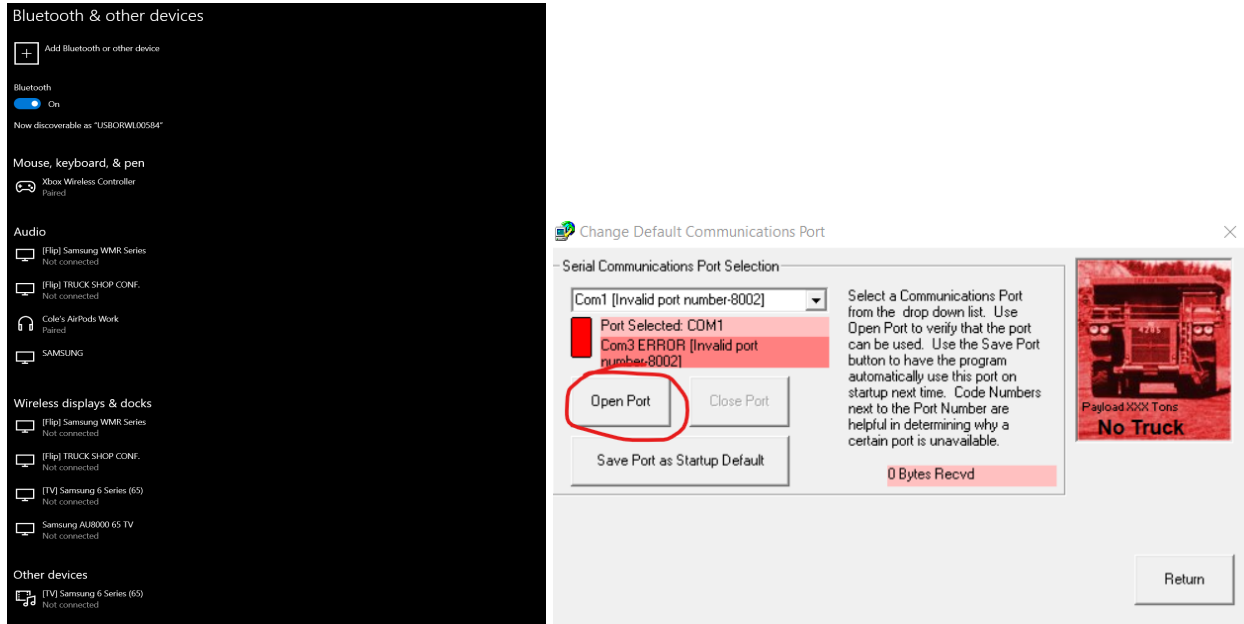 Bluetooth & other devices
Add Bluetooth or other device
Bluetooth
On
Now discoverable as "USBORWL00584"
Mouse, keyboard, & pen
Xbox Wireless Controller
Paired
Audio
[Flip] Samsung WMR Series
Not connected
[Flip] TRUCK SHOP CONF.
Not connected
Cole's AirPods Work
Paired
SAMSUNG
Wireless displays & docks
[Flip] Samsung WMR Series
Not connected
[Flip] TRUCK SHOP CONF.
Not connected
[TV] Samsung 6 Series (65)
Not connected
Samsung AU8000 65 TV
Not connected
Other devices
[TV] Samsung 6 Series (65)
Not connected
Change Default Communications Port
Serial Communications Port Selection
Com1 [Invalid port number-8002]
Port Selected: COM1
Com3 ERROR [Invalid port
number-8002]
Open Port
Close Port
Save Port as Startup Default
Select a Communications Port
from the drop down list. Use
Open Port to verify that the port
can be used. Use the Save Port
button to have the program
automatically use this port on
startup next time. Code Numbers
next to the Port Number are
helpful in determining why a
certain port is unavailable.
0 Bytes Recvd
4285
Payload XXX Tons
No Truck
Return